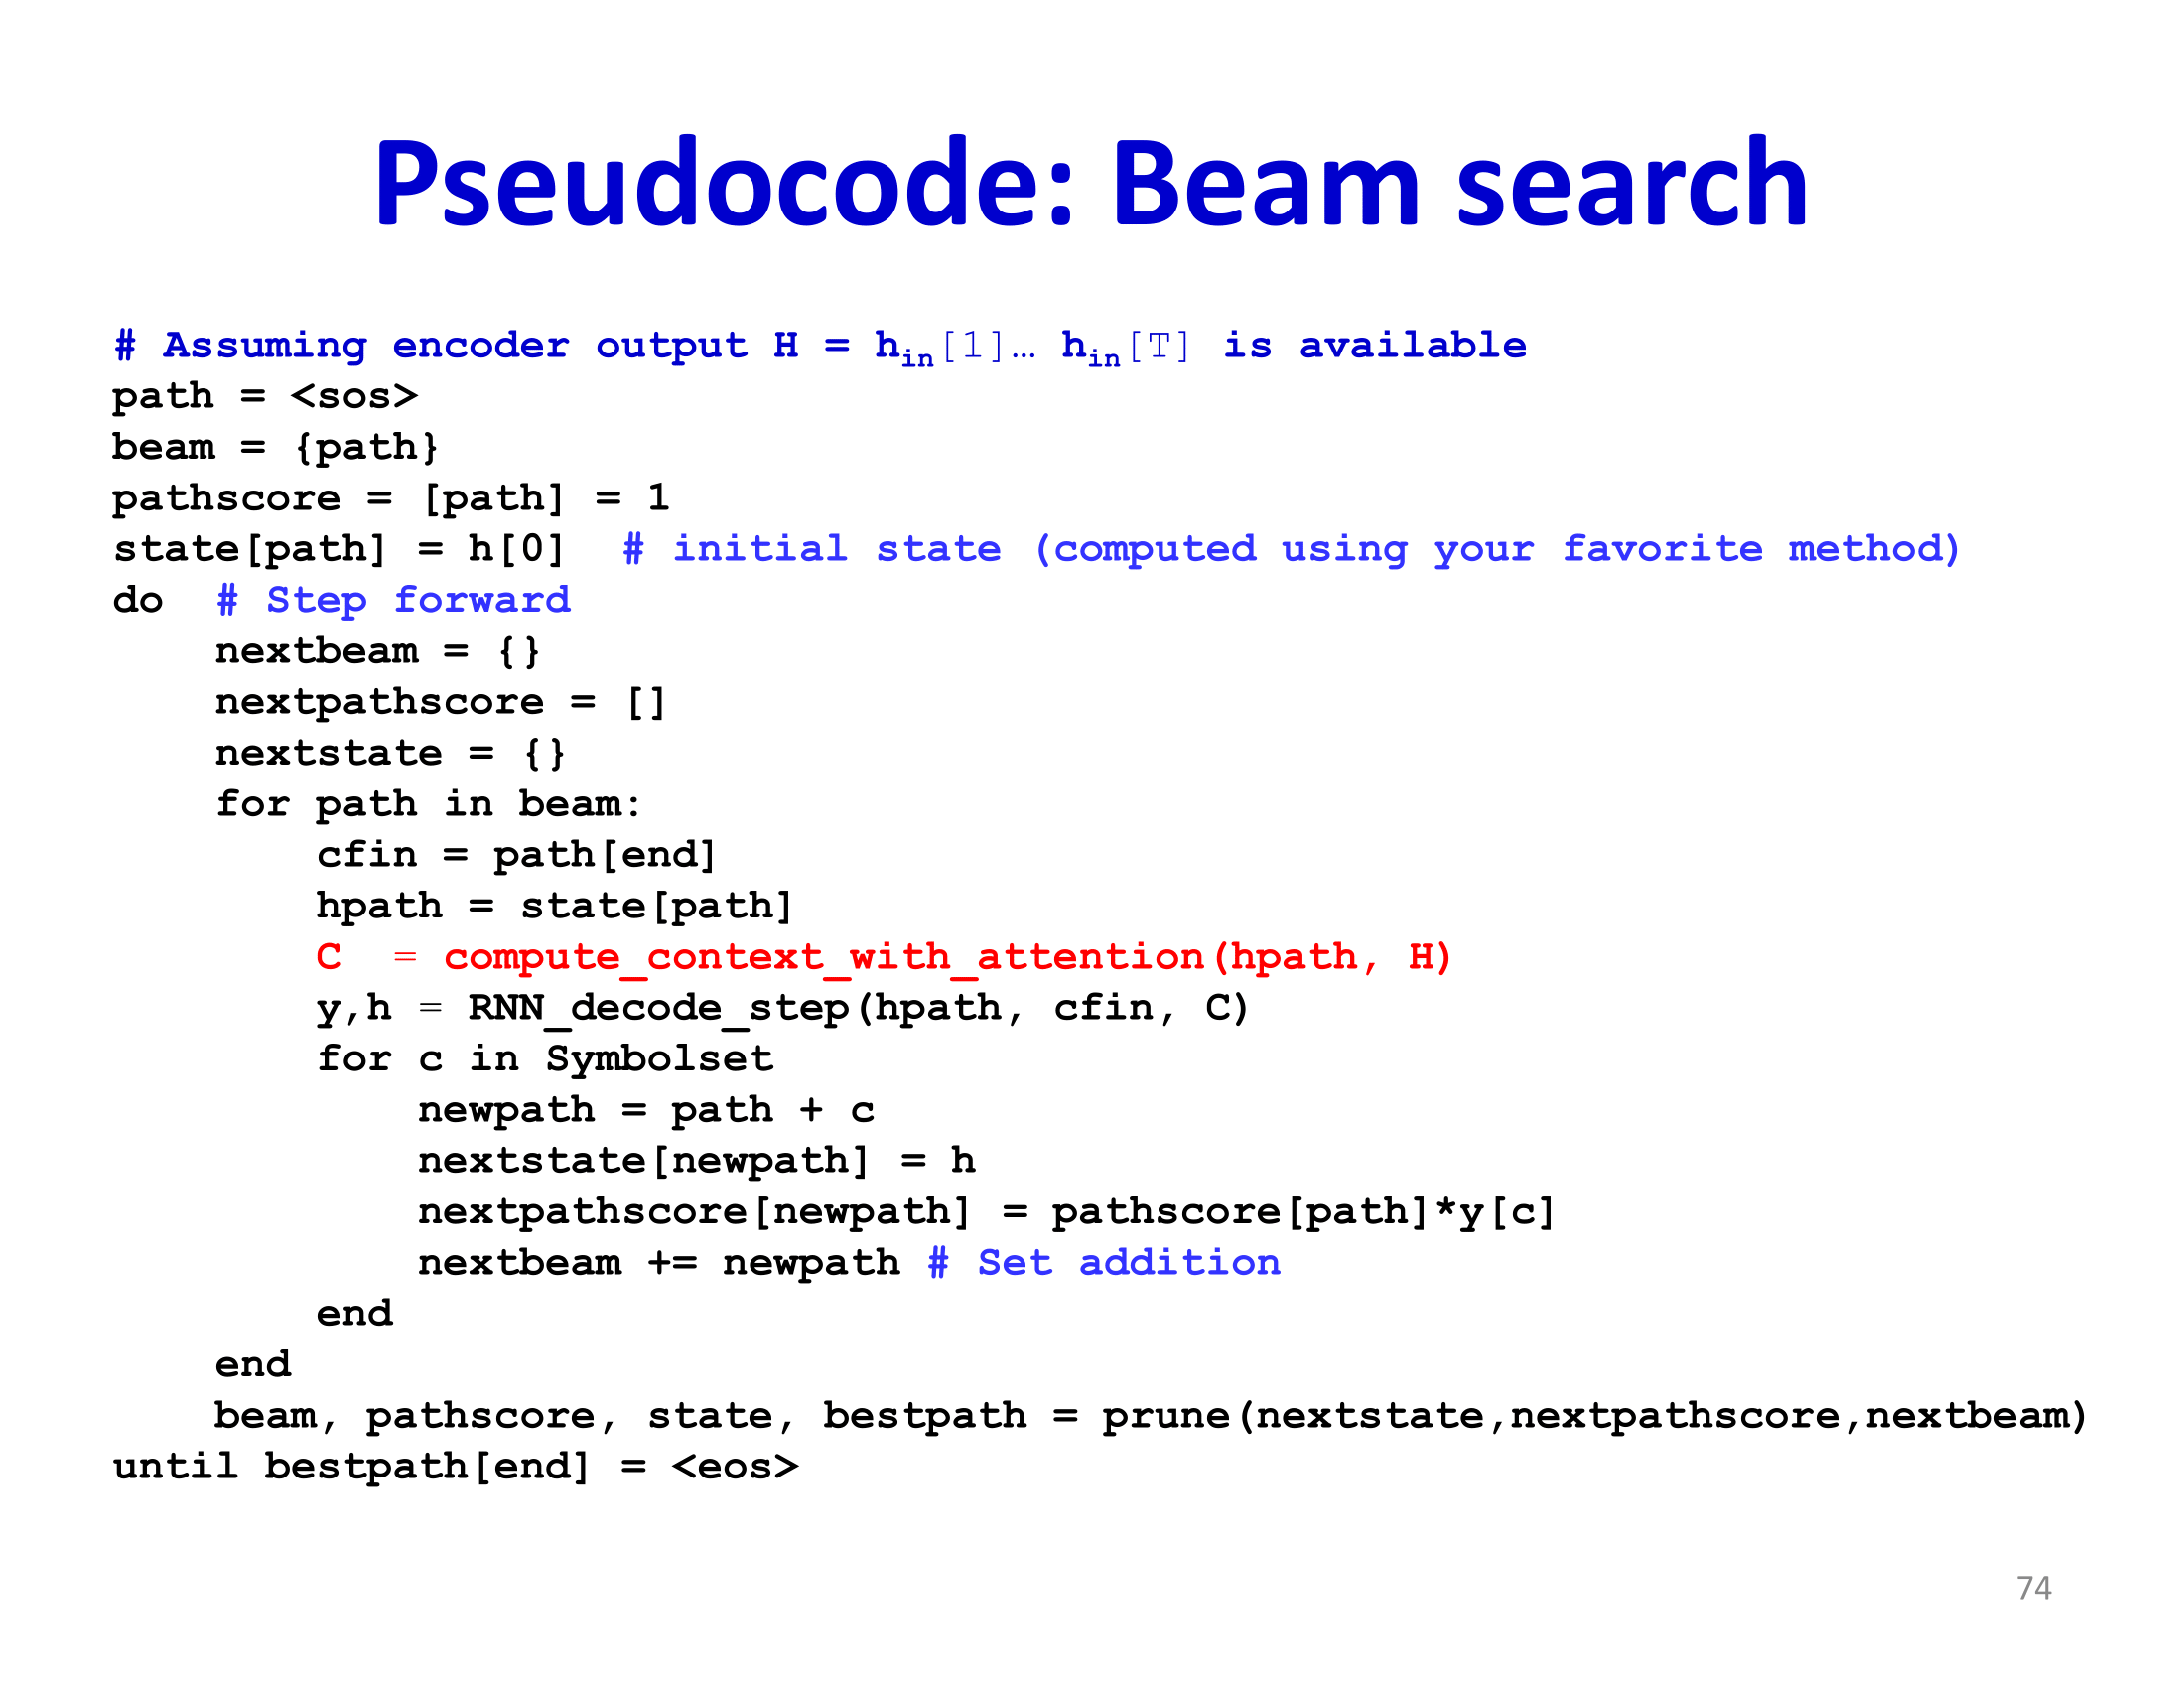 Pseudocode: Beam search
# Assuming encoder output H = hin[1]… hin[T] is available
path = <sos>
beam = {path}
pathscore = [path] = 1
state[path] = h[0]  # initial state (computed using your favorite method)
do  # Step forward
    nextbeam = {}
    nextpathscore = []
    nextstate = {}
    for path in beam:
        cfin = path[end]
        hpath = state[path]
        C  = compute_context_with_attention(hpath, H)
        y,h = RNN_decode_step(hpath, cfin, C)
        for c in Symbolset
            newpath = path + c
            nextstate[newpath] = h
            nextpathscore[newpath] = pathscore[path]*y[c]
            nextbeam += newpath # Set addition
        end
    end
    beam, pathscore, state, bestpath = prune(nextstate,nextpathscore,nextbeam)
until bestpath[end] = <eos>
74